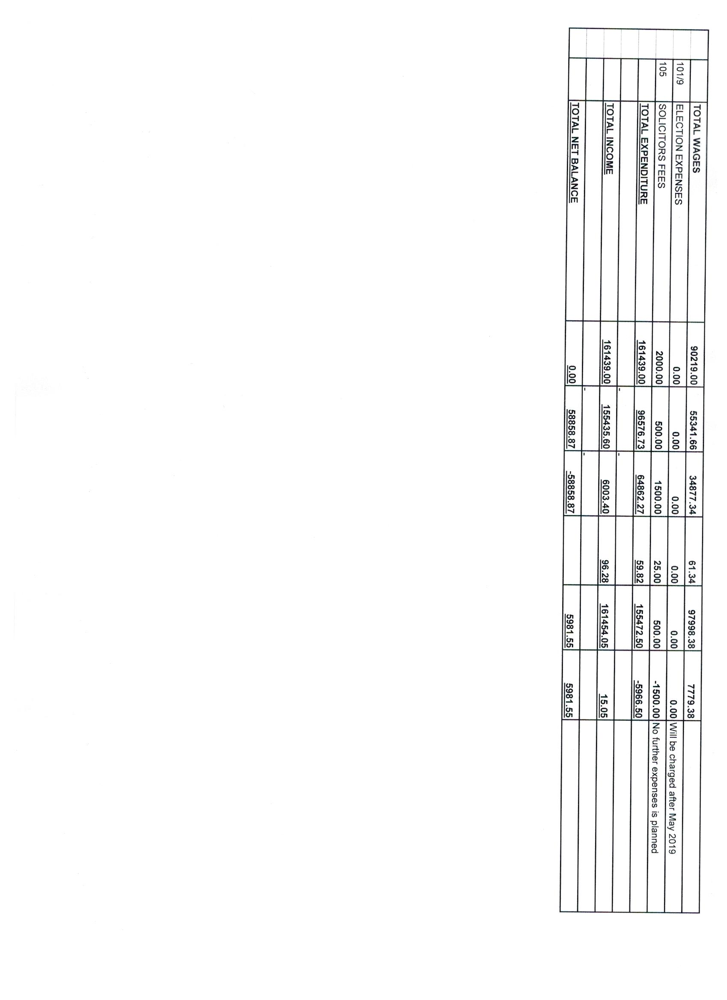 TOTAL WAGES 90219.00 55341.66 34877.34 61.34 97998.38 7779.38
101/9 ELECTION EXPENSES 0.00 0.00 0.00 0.00 0.00 0.00 Will be charged after May 2019
105 SOLICITORS FEES 2000.00 500.00 1500.00 25.00 500.00 -1500.00 No further expenses is planned
TOTAL EXPENDITURE 161439.00 96576.73 64862.27 59.82 155472.50 -5966.50
- -
TOTAL INCOME 161439.00 155435.60 6003.40 96.28 161454.05 15.05
- -
TOTAL NET BALANCE 0.00 58858.87 -58858.87 5981.55 5981.55